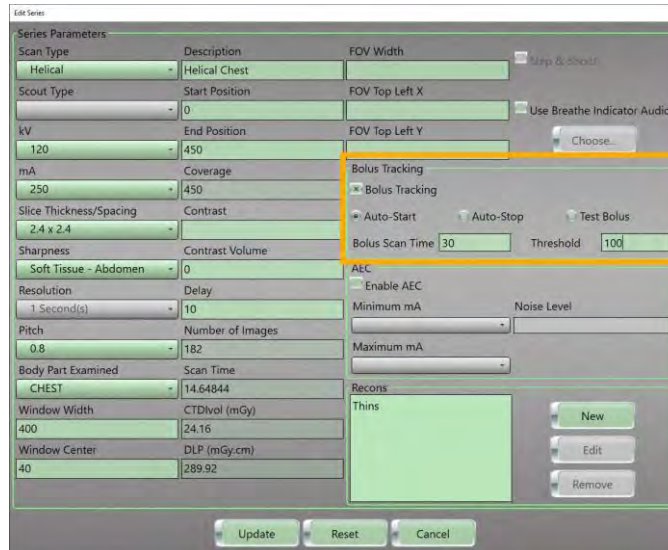 Edit Series
Series Parameters
Scan Type
Helical
Scout Type
kV
120
mA
250
Slice Thickness/Spacing
2.4 x 2.4
Sharpness
Soft Tissue - Abdomen
Resolution
1 Second(s)
Pitch
0.8
Body Part Examined
CHEST
Window Width
400
Window Center
40
Description
Helical Chest
Start Position
0
End Position
450
Coverage
450
Contrast
Contrast Volume
0
Delay
10
Number of Images
182
Scan Time
14.64844
CTDIvol (mGy)
24.16
DLP (mGy.cm)
289.92
FOV Width
FOV Top Left X
FOV Top Left Y
Step & Shoot
Use Breathe Indicator Audio
Choose...
Bolus Tracking
Bolus Tracking
Auto-Start Auto-Stop Test Bolus
Bolus Scan Time 30 Threshold 100
AEC
Enable AEC
Minimum mA
Noise Level
Maximum mA
Recons
Thins
New
Edit
Remove
Update Reset Cancel